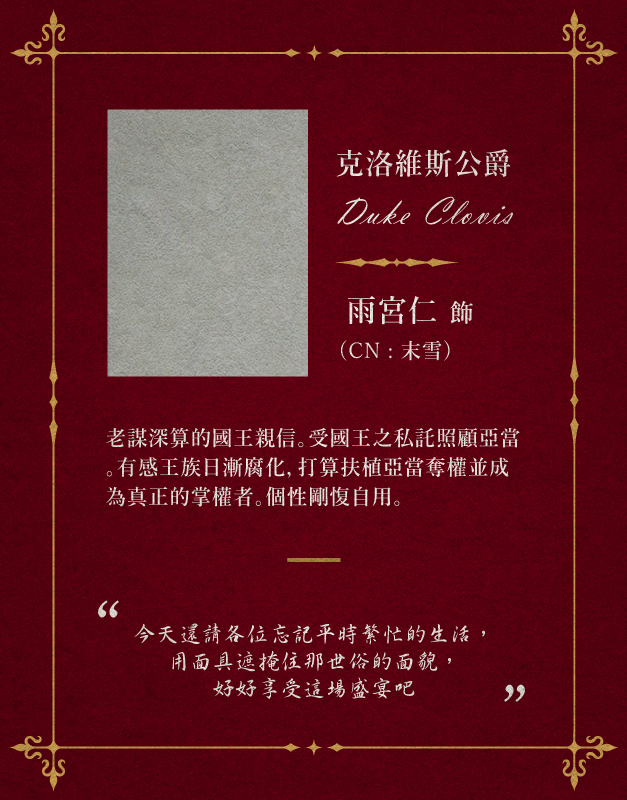 克洛維斯公爵
Duke Clovis
雨宮仁 飾
（CN：末雪）
老謀深算的國王親信。受國王之私託照顧亞當
。有感王族日漸腐化，打算扶植亞當奪權並成
為真正的掌權者。個性剛愎自用。
“今天還請各位忘記平時繁忙的生活，
用面具遮掩住那世俗的面貌，
好好享受這場盛宴吧”